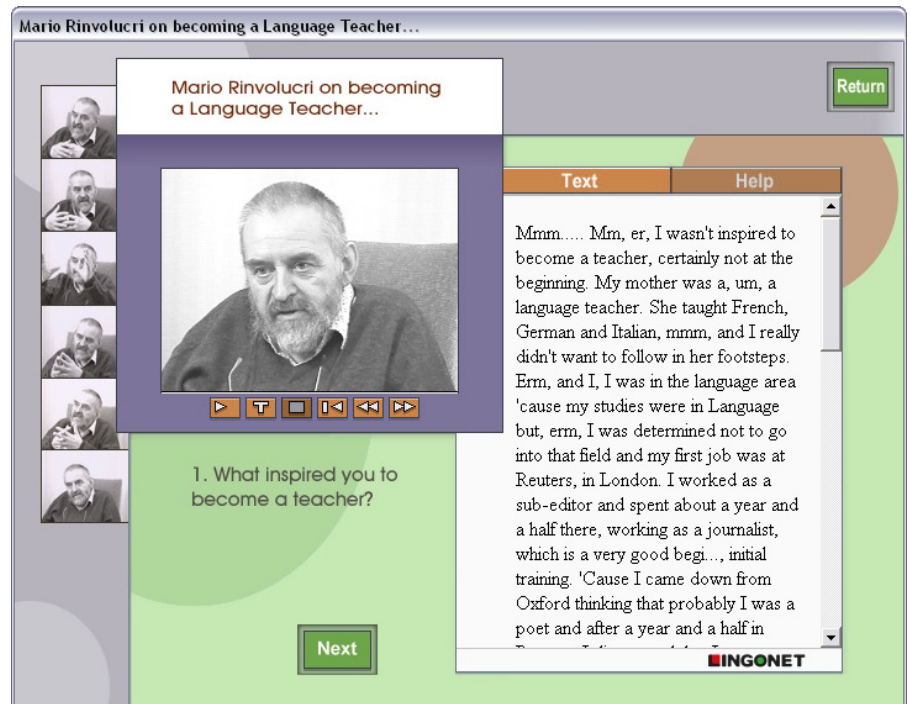 Mario Rinvolucri on becoming a Language Teacher...
Mario Rinvolucri on becoming
a Language Teacher...
Return
Text
Help
Mmm..... Mm, er, I wasn't inspired to
become a teacher, certainly not at the
beginning. My mother was a, um, a
language teacher. She taught French,
German and Italian, mmm, and I really
didn't want to follow in her footsteps.
Erm, and I, I was in the language area
'cause my studies were in Language
but, erm, I was determined not to go
into that field and my first job was at
Reuters, in London. I worked as a
sub-editor and spent about a year and
a half there, working as a journalist,
which is a very good begi..., initial
training. 'Cause I came down from
Oxford thinking that probably I was a
poet and after a year and a half in
T
1. What inspired you to
become a teacher?
Next
LINGONET